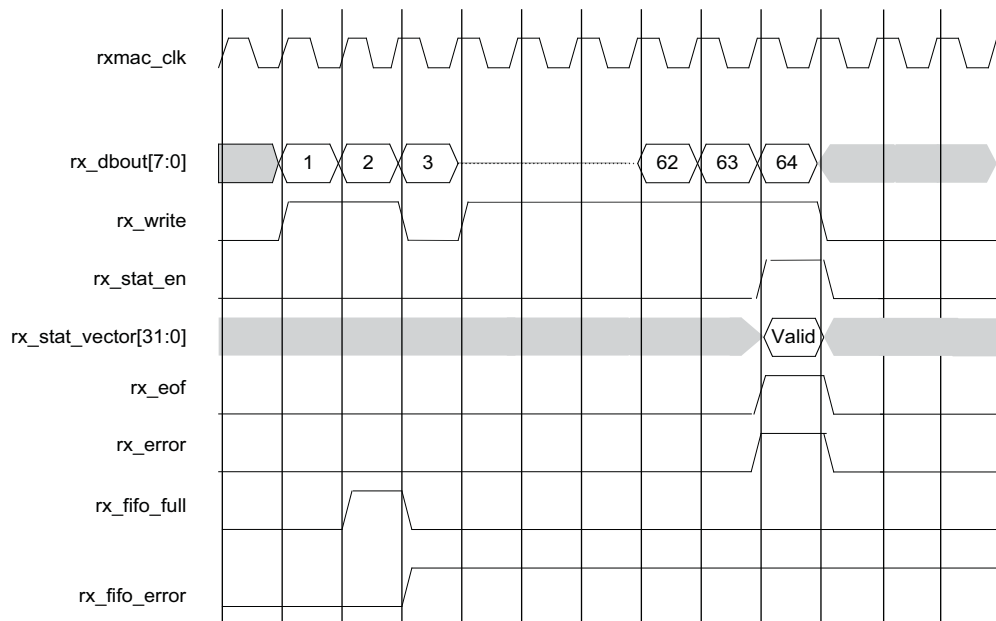 rxmac_clk
rx_dbout[7:0] 1 2 3 62 63 64
rx_write
rx_stat_en
rx_stat_vector[31:0] Valid
rx_eof
rx_error
rx_fifo_full
rx_fifo_error